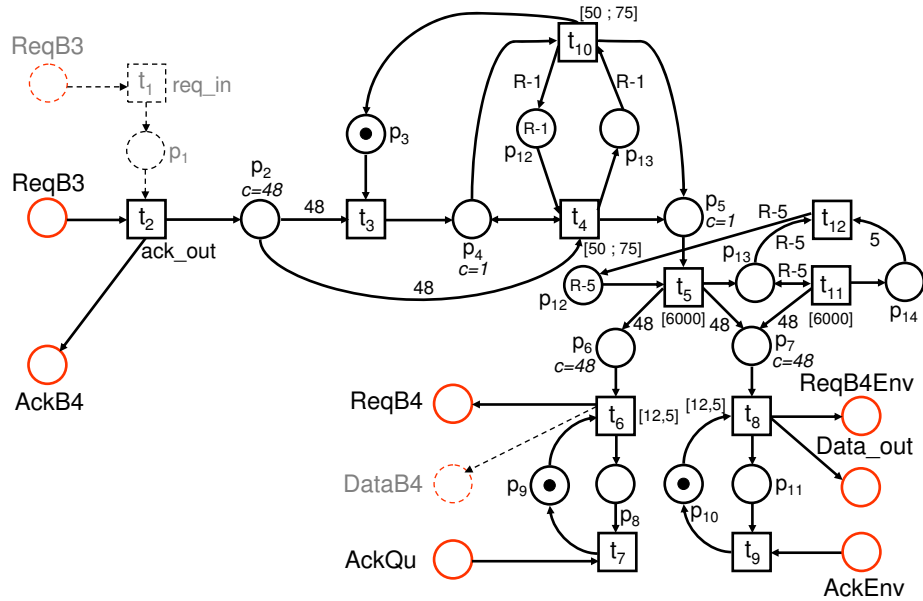 [50 ; 75]
ReqB3
t1
req_in
t10
R-1
R-1
p3
R-1
p12
p13
p1
ReqB3
p2
c=48
t2
48
t3
t4
p5
c=1
R-5
t12
ack_out
p4
c=1
[50 ; 75]
p13
R-5
5
48
R-5
p12
R-5
t5
t11
p14
48
48
[6000]
48
[6000]
p6
c=48
p7
c=48
AckB4
ReqB4
ReqB4Env
t6
[12,5]
[12,5]
t8
Data_out
DataB4
p9
p8
p10
p11
AckQu
t7
t9
AckEnv